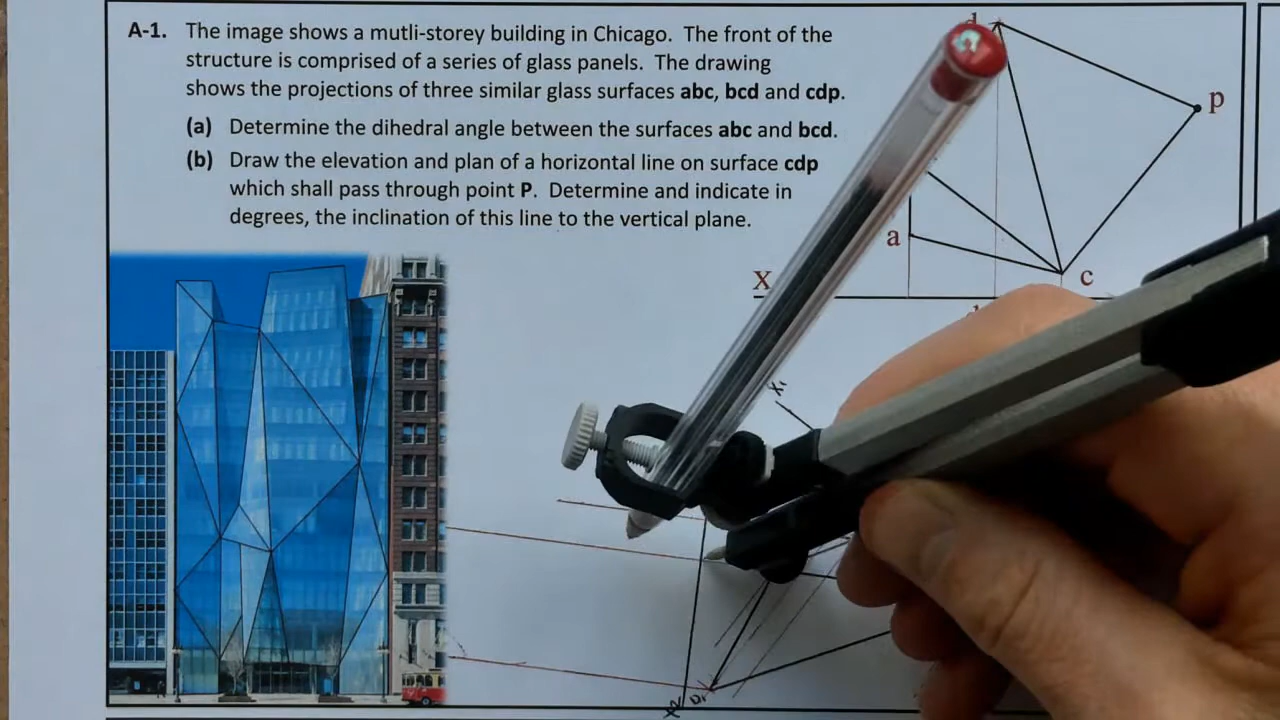 A-1. The image shows a mutli-storey building in Chicago. The front of the
structure is comprised of a series of glass panels. The drawing
shows the projections of three similar glass surfaces abc, bcd and cdp.
(a) Determine the dihedral angle between the surfaces abc and bcd.
(b) Draw the elevation and plan of a horizontal line on surface cdp
which shall pass through point P. Determine and indicate in
degrees, the inclination of this line to the vertical plane.
p
a
c
X
X₁
D₁